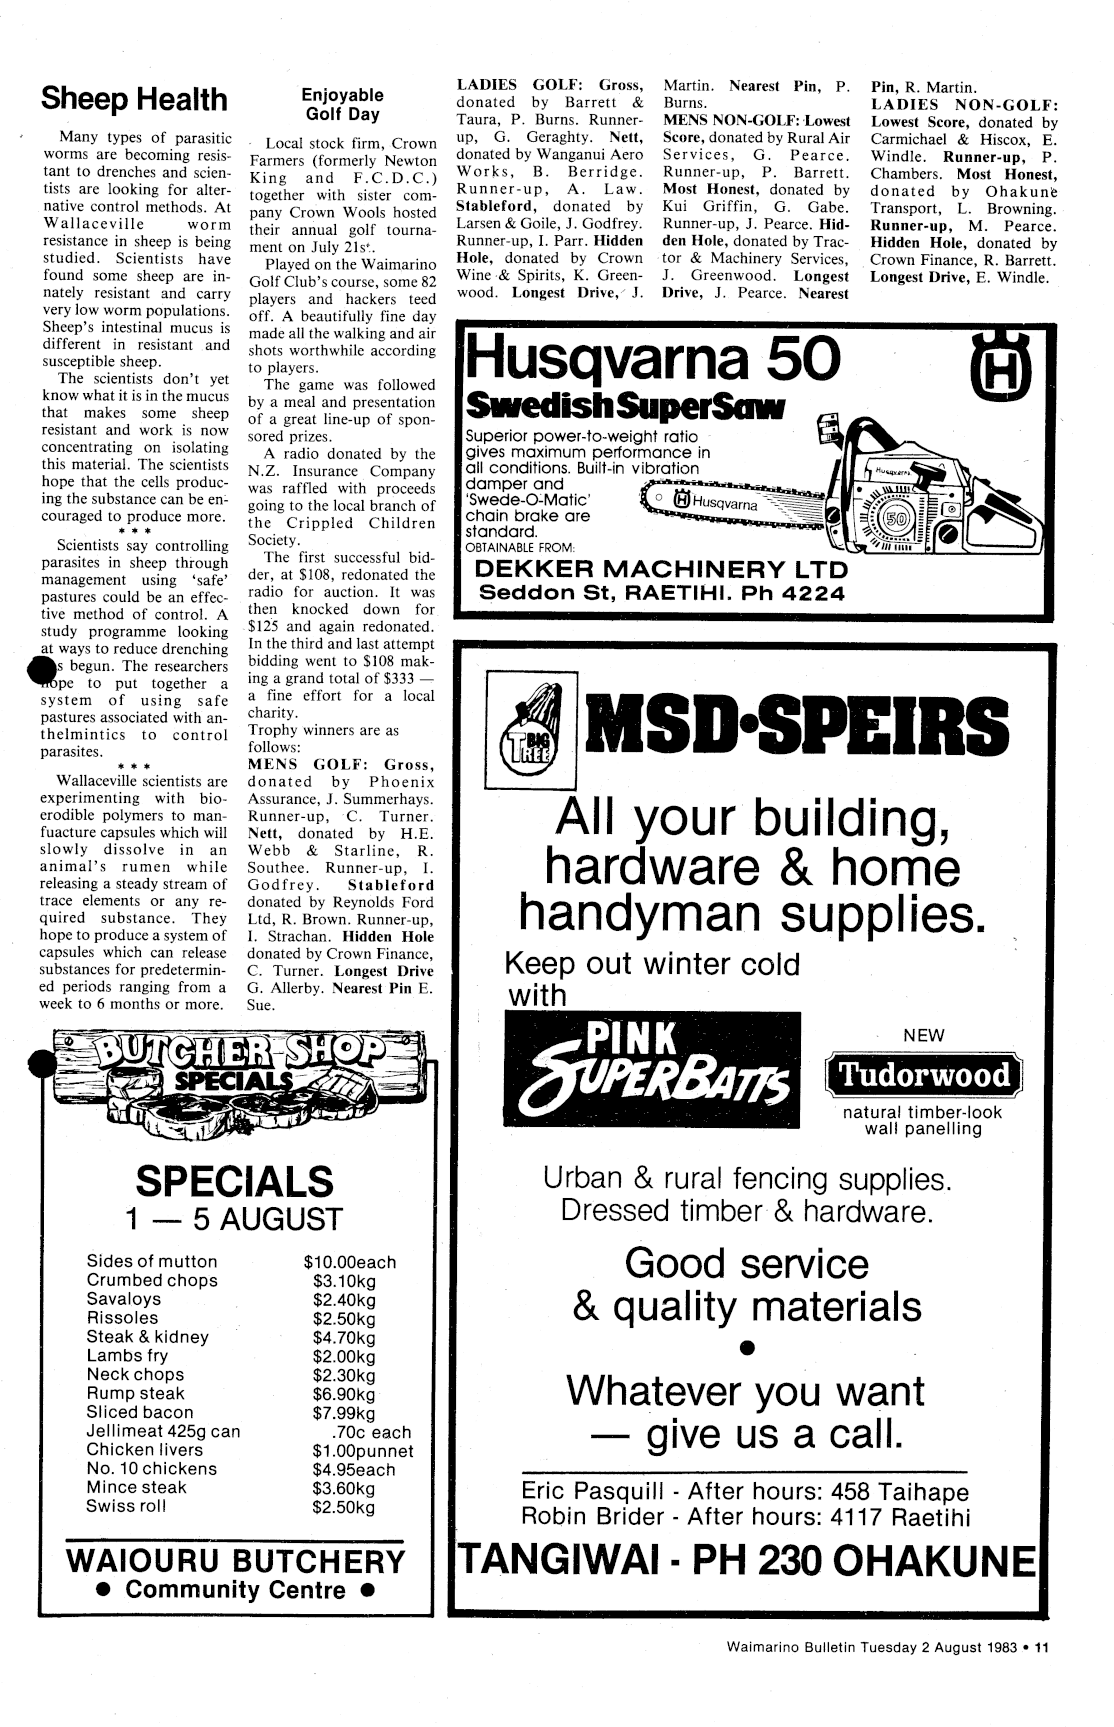 Sheep Health
Many types of parasitic
worms are becoming resis-
tant to drenches and scien-
tists are looking for alter-
native control methods. At
Wallaceville worm
resistance in sheep is being
studied. Scientists have
found some sheep are in-
nately resistant and carry
very low worm populations.
Sheep's intestinal mucus is
different in resistant and
susceptible sheep.
The scientists don't yet
know what it is in the mucus
that makes some sheep
resistant and work is now
concentrating on isolating
this material. The scientists
hope that the cells produc-
ing the substance can be en-
couraged to produce more.
* * *
Scientists say controlling
parasites in sheep through
management using 'safe'
pastures could be an effec-
tive method of control. A
study programme looking
at ways to reduce drenching
s begun. The researchers
hope to put together a
system of using safe
pastures associated with an-
thelmintics to control
parasites.
* * *
Wallaceville scientists are
experimenting with bio-
erodible polymers to man-
fuacture capsules which will
slowly dissolve in an
animal's rumen while
releasing a steady stream of
trace elements or any re-
quired substance. They
hope to produce a system of
capsules which can release
substances for predetermin-
ed periods ranging from a
week to 6 months or more.
Enjoyable
Golf Day
Local stock firm, Crown
Farmers (formerly Newton
King and F.C.D.C.)
together with sister com-
pany Crown Wools hosted
their annual golf tourna-
ment on July 21st.
Played on the Waimarino
Golf Club's course, some 82
players and hackers teed
off. A beautifully fine day
made all the walking and air
shots worthwhile according
to players.
The game was followed
by a meal and presentation
of a great line-up of spon-
sored prizes.
A radio donated by the
N.Z. Insurance Company
was raffled with proceeds
going to the local branch of
the Crippled Children
Society.
The first successful bid-
der, at $108, redonated the
radio for auction. It was
then knocked down for
$125 and again redonated.
In the third and last attempt
bidding went to $108 mak-
ing a grand total of $333 —
a fine effort for a local
charity.
Trophy winners are as
follows:
MENS GOLF: Gross,
donated by Phoenix
Assurance, J. Summerhays.
Runner-up, C. Turner.
Nett, donated by H.E.
Webb & Starline, R.
Southee. Runner-up, I.
Godfrey. Stableford
donated by Reynolds Ford
Ltd, R. Brown. Runner-up,
I. Strachan. Hidden Hole
donated by Crown Finance,
C. Turner. Longest Drive
G. Allerby. Nearest Pin E.
Sue.
LADIES GOLF: Gross,
donated by Barrett &
Taura, P. Burns. Runner-
up, G. Geraghty. Nett,
donated by Wanganui Aero
Works, B. Berridge.
Runner-up, A. Law.
Stableford, donated by
Larsen & Goile, J. Godfrey.
Runner-up, I. Parr. Hidden
Hole, donated by Crown
Wine & Spirits, K. Green-
wood. Longest Drive, J.
Martin. Nearest Pin, P.
Burns.
MENS NON-GOLF: Lowest
Score, donated by Rural Air
Services, G. Pearce.
Runner-up, P. Barrett.
Most Honest, donated by
Kui Griffin, G. Gabe.
Runner-up, J. Pearce. Hid-
den Hole, donated by Trac-
tor & Machinery Services,
J. Greenwood. Longest
Drive, J. Pearce. Nearest
Pin, R. Martin.
LADIES NON-GOLF:
Lowest Score, donated by
Carmichael & Hiscox, E.
Windle. Runner-up, P.
Chambers. Most Honest,
donated by Ohakune
Transport, L. Browning.
Runner-up, M. Pearce.
Hidden Hole, donated by
Crown Finance, R. Barrett.
Longest Drive, E. Windle.
Husqvarna 50
H
Swedish SuperSaw
Superior power-to-weight ratio
gives maximum performance in
all conditions. Built-in vibration
damper and
'Swede-O-Matic'
chain brake are
standard.
OBTAINABLE FROM:
H Husqvarna
Husqvarna
50
DEKKER MACHINERY LTD
Seddon St, RAETIHI. Ph 4224
BIG
TREE
MSD•SPEIRS
All your building,
hardware & home
handyman supplies.
Keep out winter cold
with
PINK
SUPERBATTS
NEW
Tudorwood
natural timber-look
wall panelling
Urban & rural fencing supplies.
Dressed timber & hardware.
Good service
& quality materials
•
Whatever you want
— give us a call.
Eric Pasquill - After hours: 458 Taihape
Robin Brider - After hours: 4117 Raetihi
TANGIWAI - PH 230 OHAKUNE
BUTCHER SHOP
SPECIALS
SPECIALS
1 — 5 AUGUST
Sides of mutton $10.00each
Crumbed chops $3.10kg
Savaloys $2.40kg
Rissoles $2.50kg
Steak & kidney $4.70kg
Lambs fry $2.00kg
Neck chops $2.30kg
Rump steak $6.90kg
Sliced bacon $7.99kg
Jellimeat 425g can .70c each
Chicken livers $1.00punnet
No. 10 chickens $4.95each
Mince steak $3.60kg
Swiss roll $2.50kg
WAIOURU BUTCHERY
• Community Centre •
Waimarino Bulletin Tuesday 2 August 1983 • 11